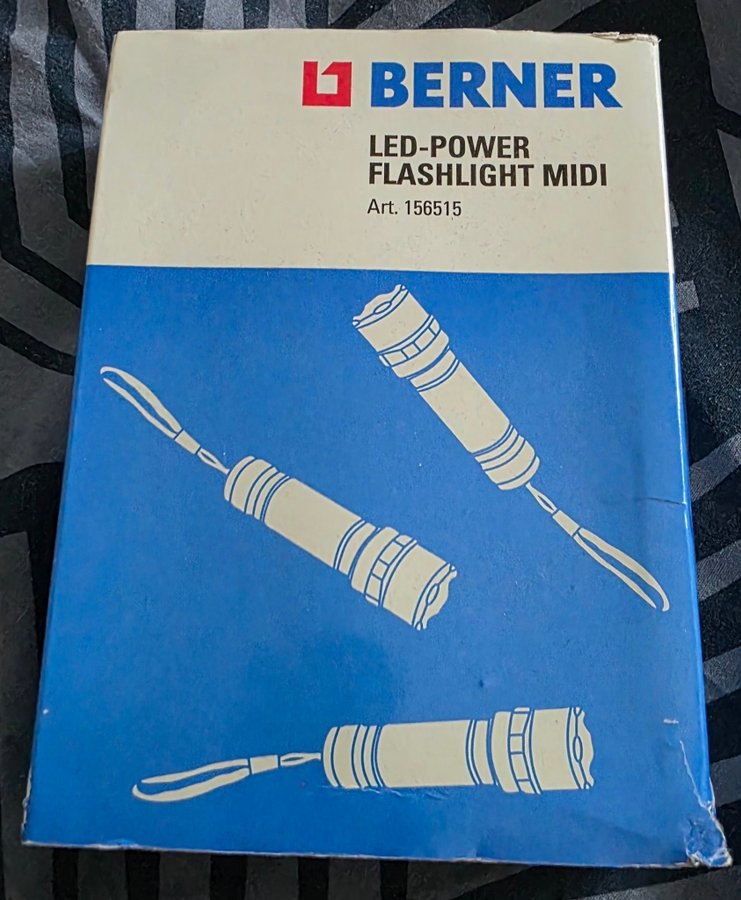 BERNER
LED-POWER
FLASHLIGHT MIDI
Art. 156515